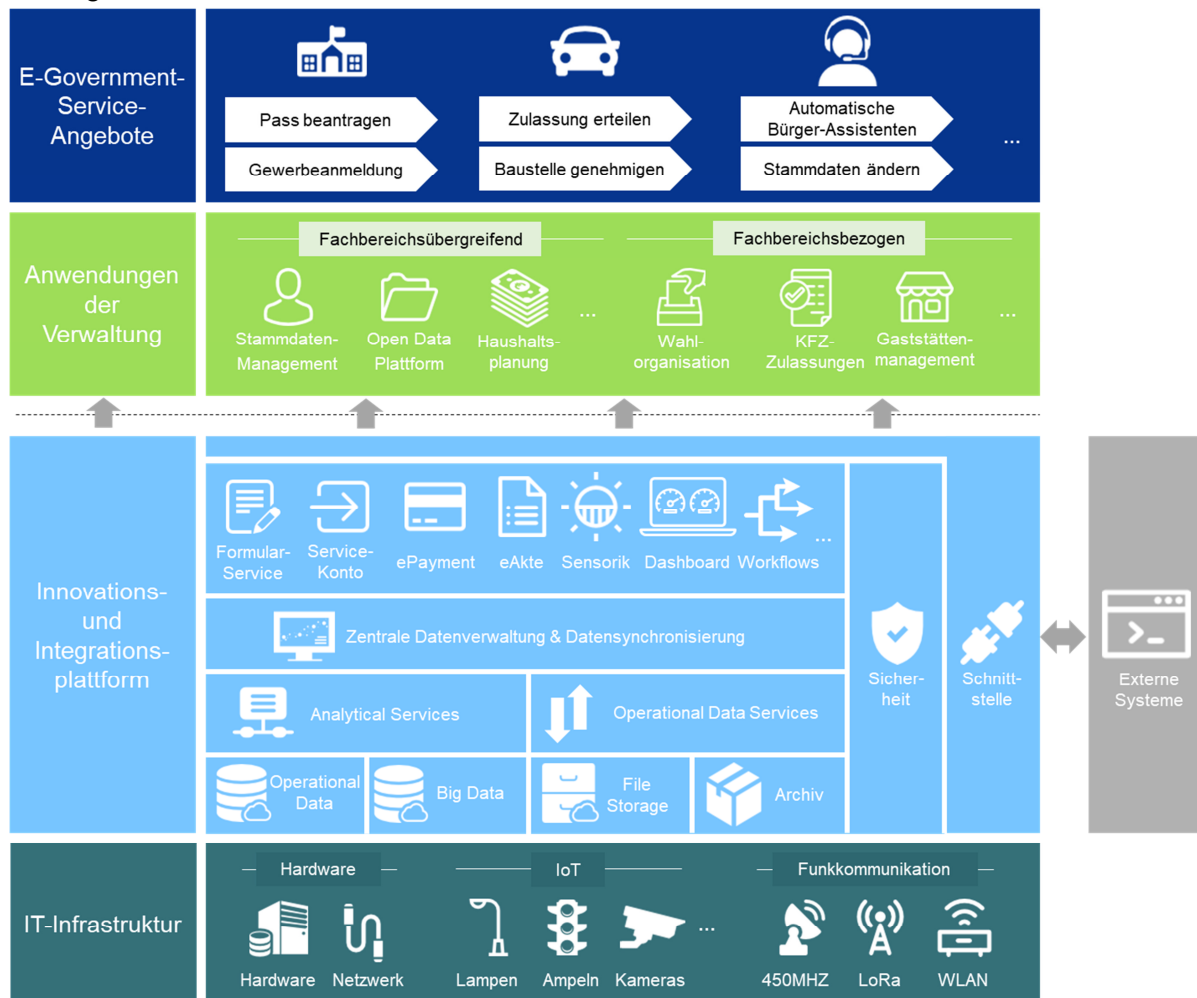 E-Government-
Service-
Angebote
Pass beantragen
Zulassung erteilen
Automatische
Bürger-Assistenten
Gewerbeanmeldung
Baustelle genehmigen
Stammdaten ändern
...
Anwendungen
der
Verwaltung
Fachbereichsübergreifend
Fachbereichsbezogen
Stammdaten-
Management
Open Data
Plattform
Haushalts-
planung
...
Wahl-
organisation
KFZ-
Zulassungen
Gaststätten
management
...
Innovations-
und
Integrations-
plattform
Formular-
Service
Service-
Konto
ePayment
eAkte
Sensorik
Dashboard
Workflows
...
Zentrale Datenverwaltung & Datensynchronisierung
Analytical Services
Operational Data Services
Operational
Data
Big Data
File
Storage
Archiv
Sicher-
heit
Schnitt-
stelle
Externe
Systeme
IT-Infrastruktur
Hardware
IoT
Funkkommunikation
Hardware
Netzwerk
Lampen
Ampeln
Kameras
...
450MHZ
LoRa
WLAN